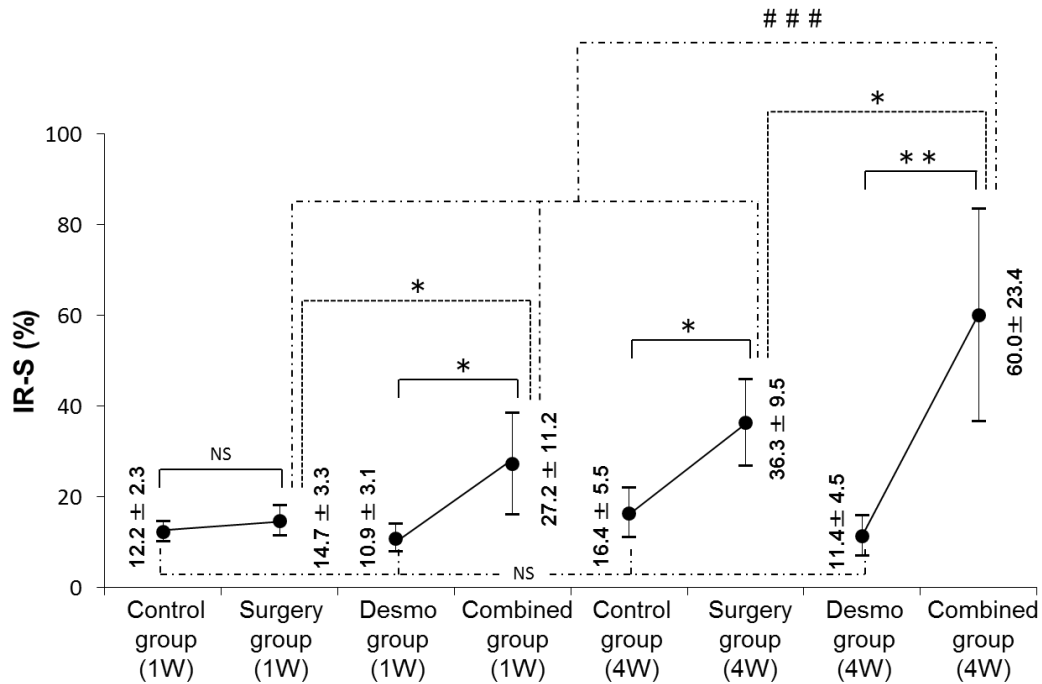 # # #
*
100
* *
80
*
60
*
*
40
NS
20
0
IR-S (%)
12.2 ± 2.3
14.7 ± 3.3
10.9 ± 3.1
27.2 ± 11.2
16.4 ± 5.5
36.3 ± 9.5
11.4 ± 4.5
60.0 ± 23.4
NS
Control group (1W)
Surgery group (1W)
Desmo group (1W)
Combined group (1W)
Control group (4W)
Surgery group (4W)
Desmo group (4W)
Combined group (4W)